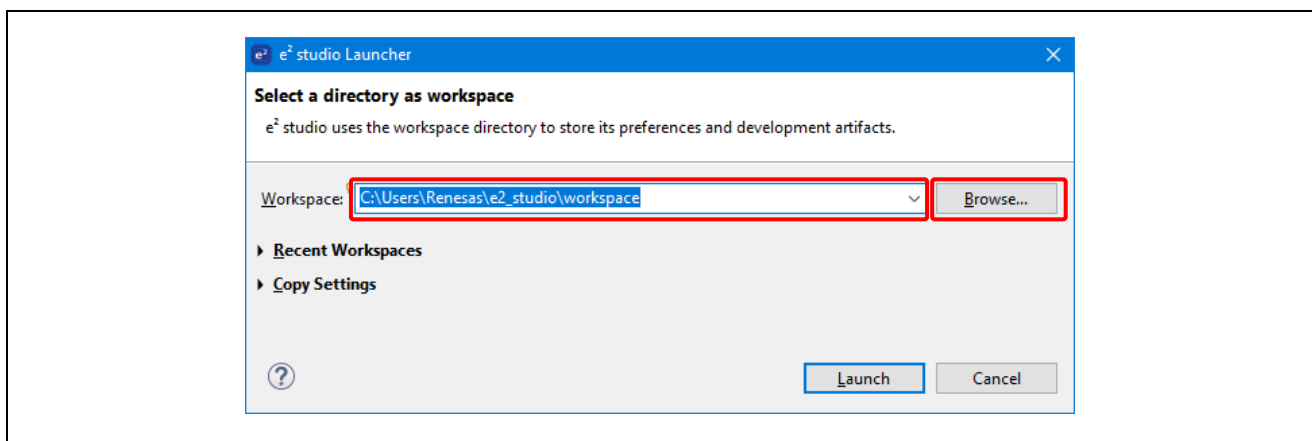 e² e² studio Launcher
Select a directory as workspace
e² studio uses the workspace directory to store its preferences and development artifacts.
Workspace: C:\Users\Renesas\e2_studio\workspace Browse...
Recent Workspaces
Copy Settings
? Launch Cancel